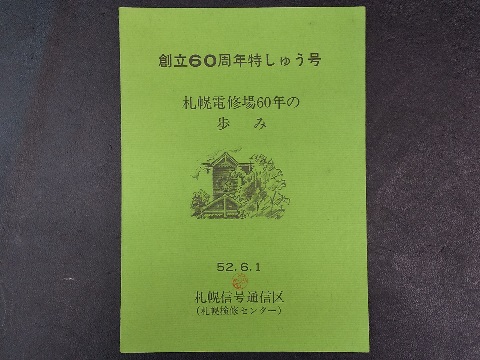 創立60周年特しゅう号
札幌電修場60年の
歩み
52.6.1
札幌信号通信区
(札幌検修センター)